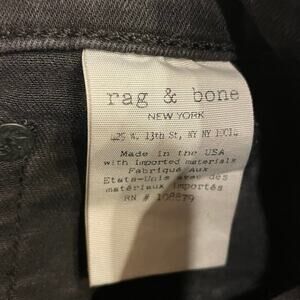 rag & bone
NEW YORK
425 W. 13th St, NY NY 10014
Made in the USA
with imported materials
Fabriqué Aux
Etats-Unis avec des
matériaux importés
RN # 108879